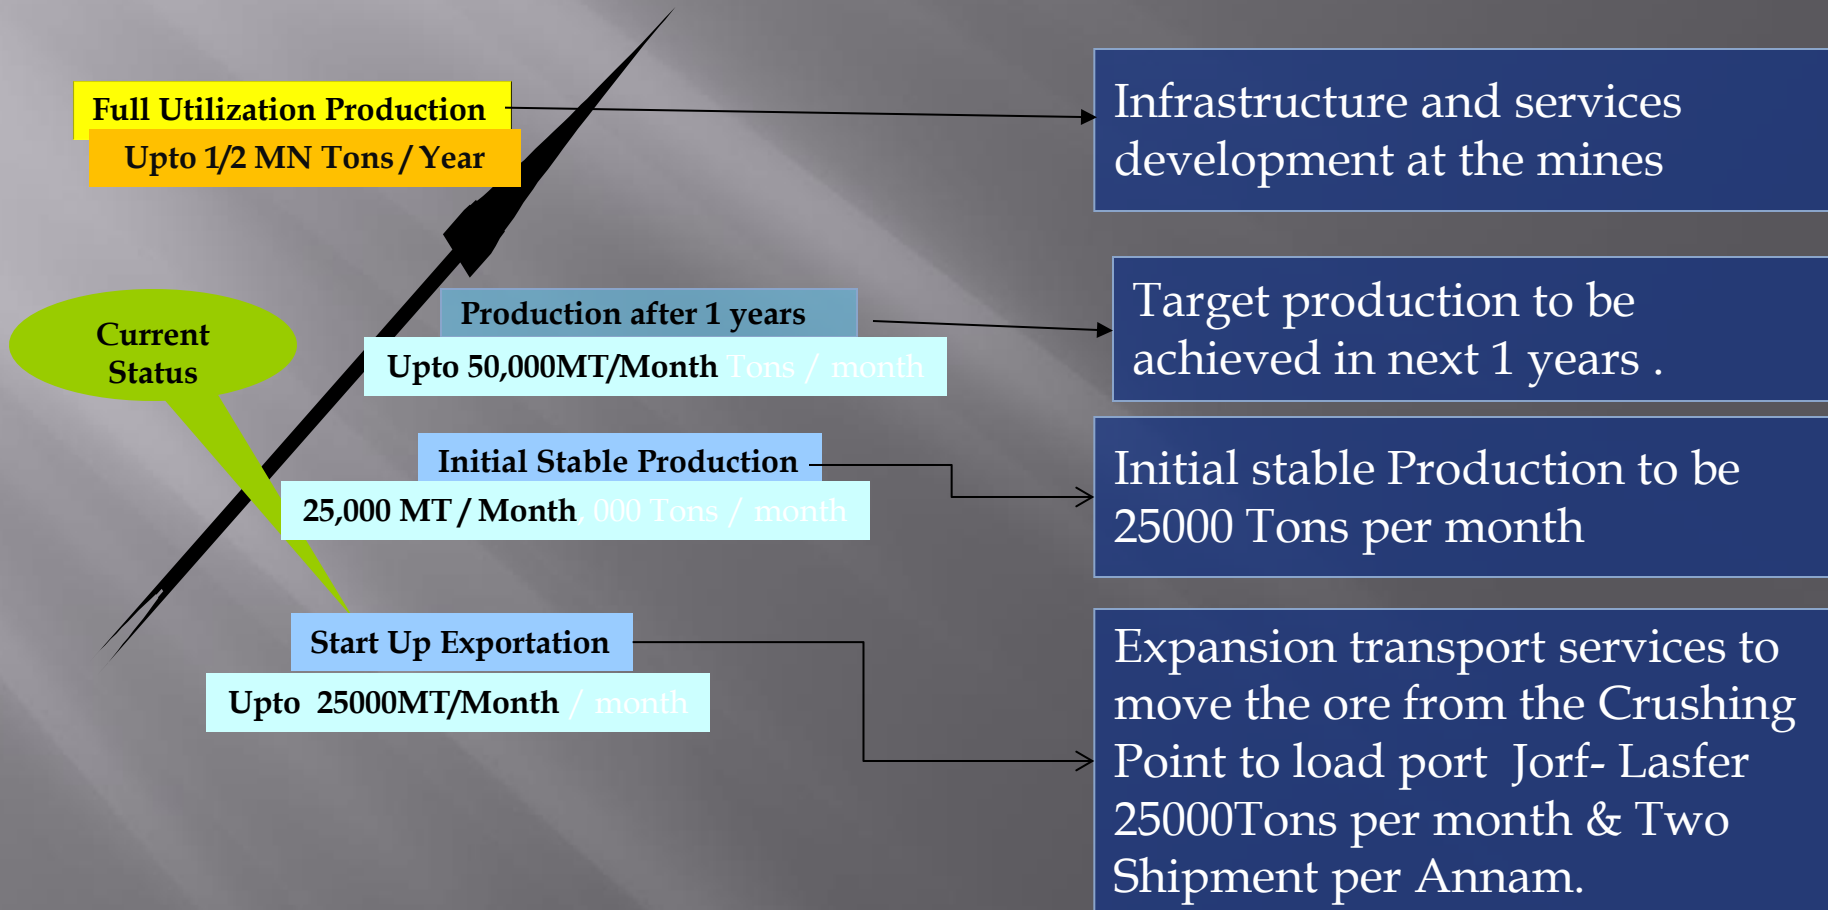 Full Utilization Production
Upto 1/2 MN Tons / Year
Infrastructure and services
development at the mines
Current
Status
Production after 1 years
Upto 50,000MT/Month Tons / month
Target production to be
achieved in next 1 years .
Initial Stable Production
25,000 MT / Month, 000 Tons / month
Initial stable Production to be
25000 Tons per month
Start Up Exportation
Upto 25000MT/Month / month
Expansion transport services to
move the ore from the Crushing
Point to load port Jorf- Lasfer
25000Tons per month & Two
Shipment per Annam.